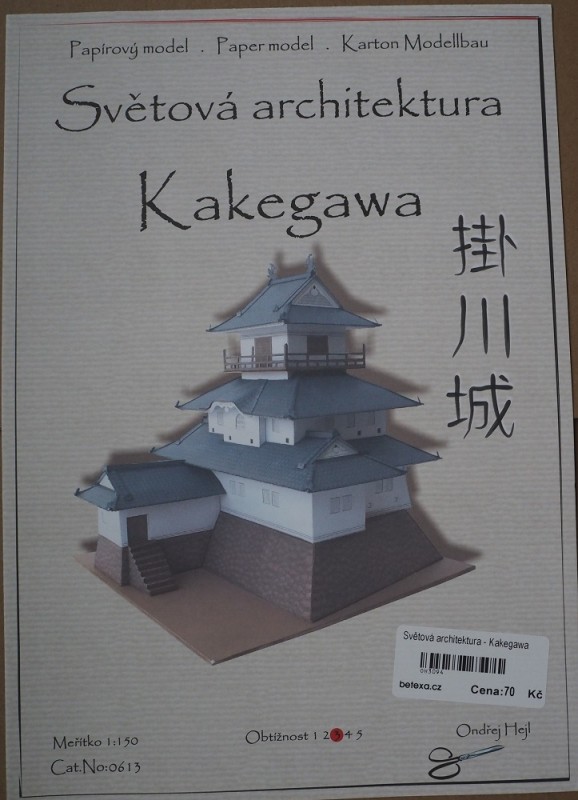 Papírový model . Paper model . Karton Modellbau
Světová architektura
Kakegawa
掛川城
Světová architektura - Kakegawa
043094
betexa.cz Cena:70 Kč
Měřítko 1:150
Cat.No:0613
Obtížnost 1 2 3 4 5
Ondřej Hejl